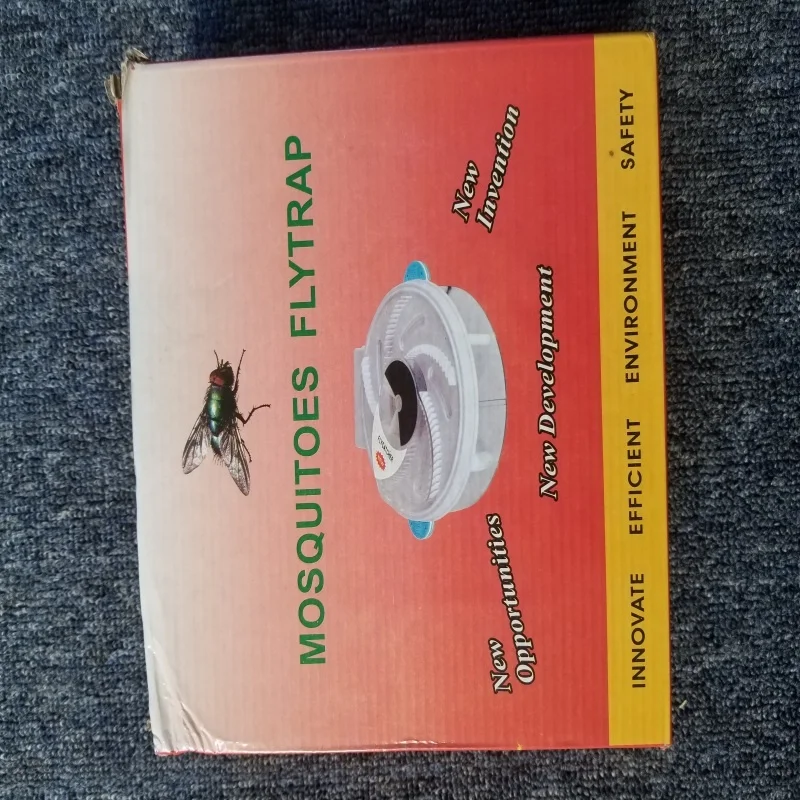 MOSQUITOES FLYTRAP
New
Opportunities
New Development
New
Invention
INNOVATE EFFICIENT ENVIRONMENT SAFETY